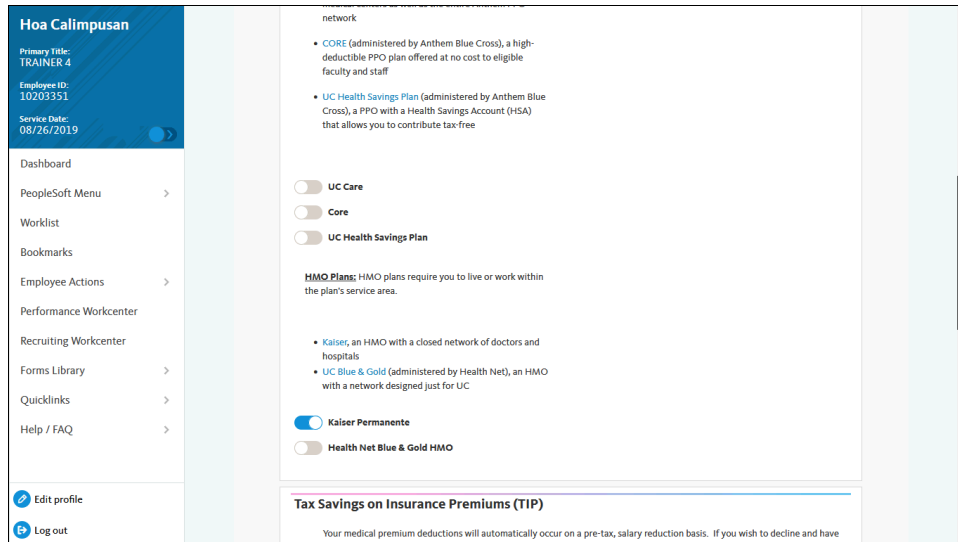 Hoa Calimpusan
Primary Title:
TRAINER 4
Employee ID:
10203351
Service Date:
08/26/2019
Dashboard
PeopleSoft Menu
Worklist
Bookmarks
Employee Actions
Performance Workcenter
Recruiting Workcenter
Forms Library
Quicklinks
Help / FAQ
Edit profile
Log out
network
• CORE (administered by Anthem Blue Cross), a high-
deductible PPO plan offered at no cost to eligible
faculty and staff
• UC Health Savings Plan (administered by Anthem Blue
Cross), a PPO with a Health Savings Account (HSA)
that allows you to contribute tax-free
UC Care
Core
UC Health Savings Plan
HMO Plans: HMO plans require you to live or work within
the plan's service area.
• Kaiser, an HMO with a closed network of doctors and
hospitals
• UC Blue & Gold (administered by Health Net), an HMO
with a network designed just for UC
Kaiser Permanente
Health Net Blue & Gold HMO
Tax Savings on Insurance Premiums (TIP)
Your medical premium deductions will automatically occur on a pre-tax, salary reduction basis. If you wish to decline and have